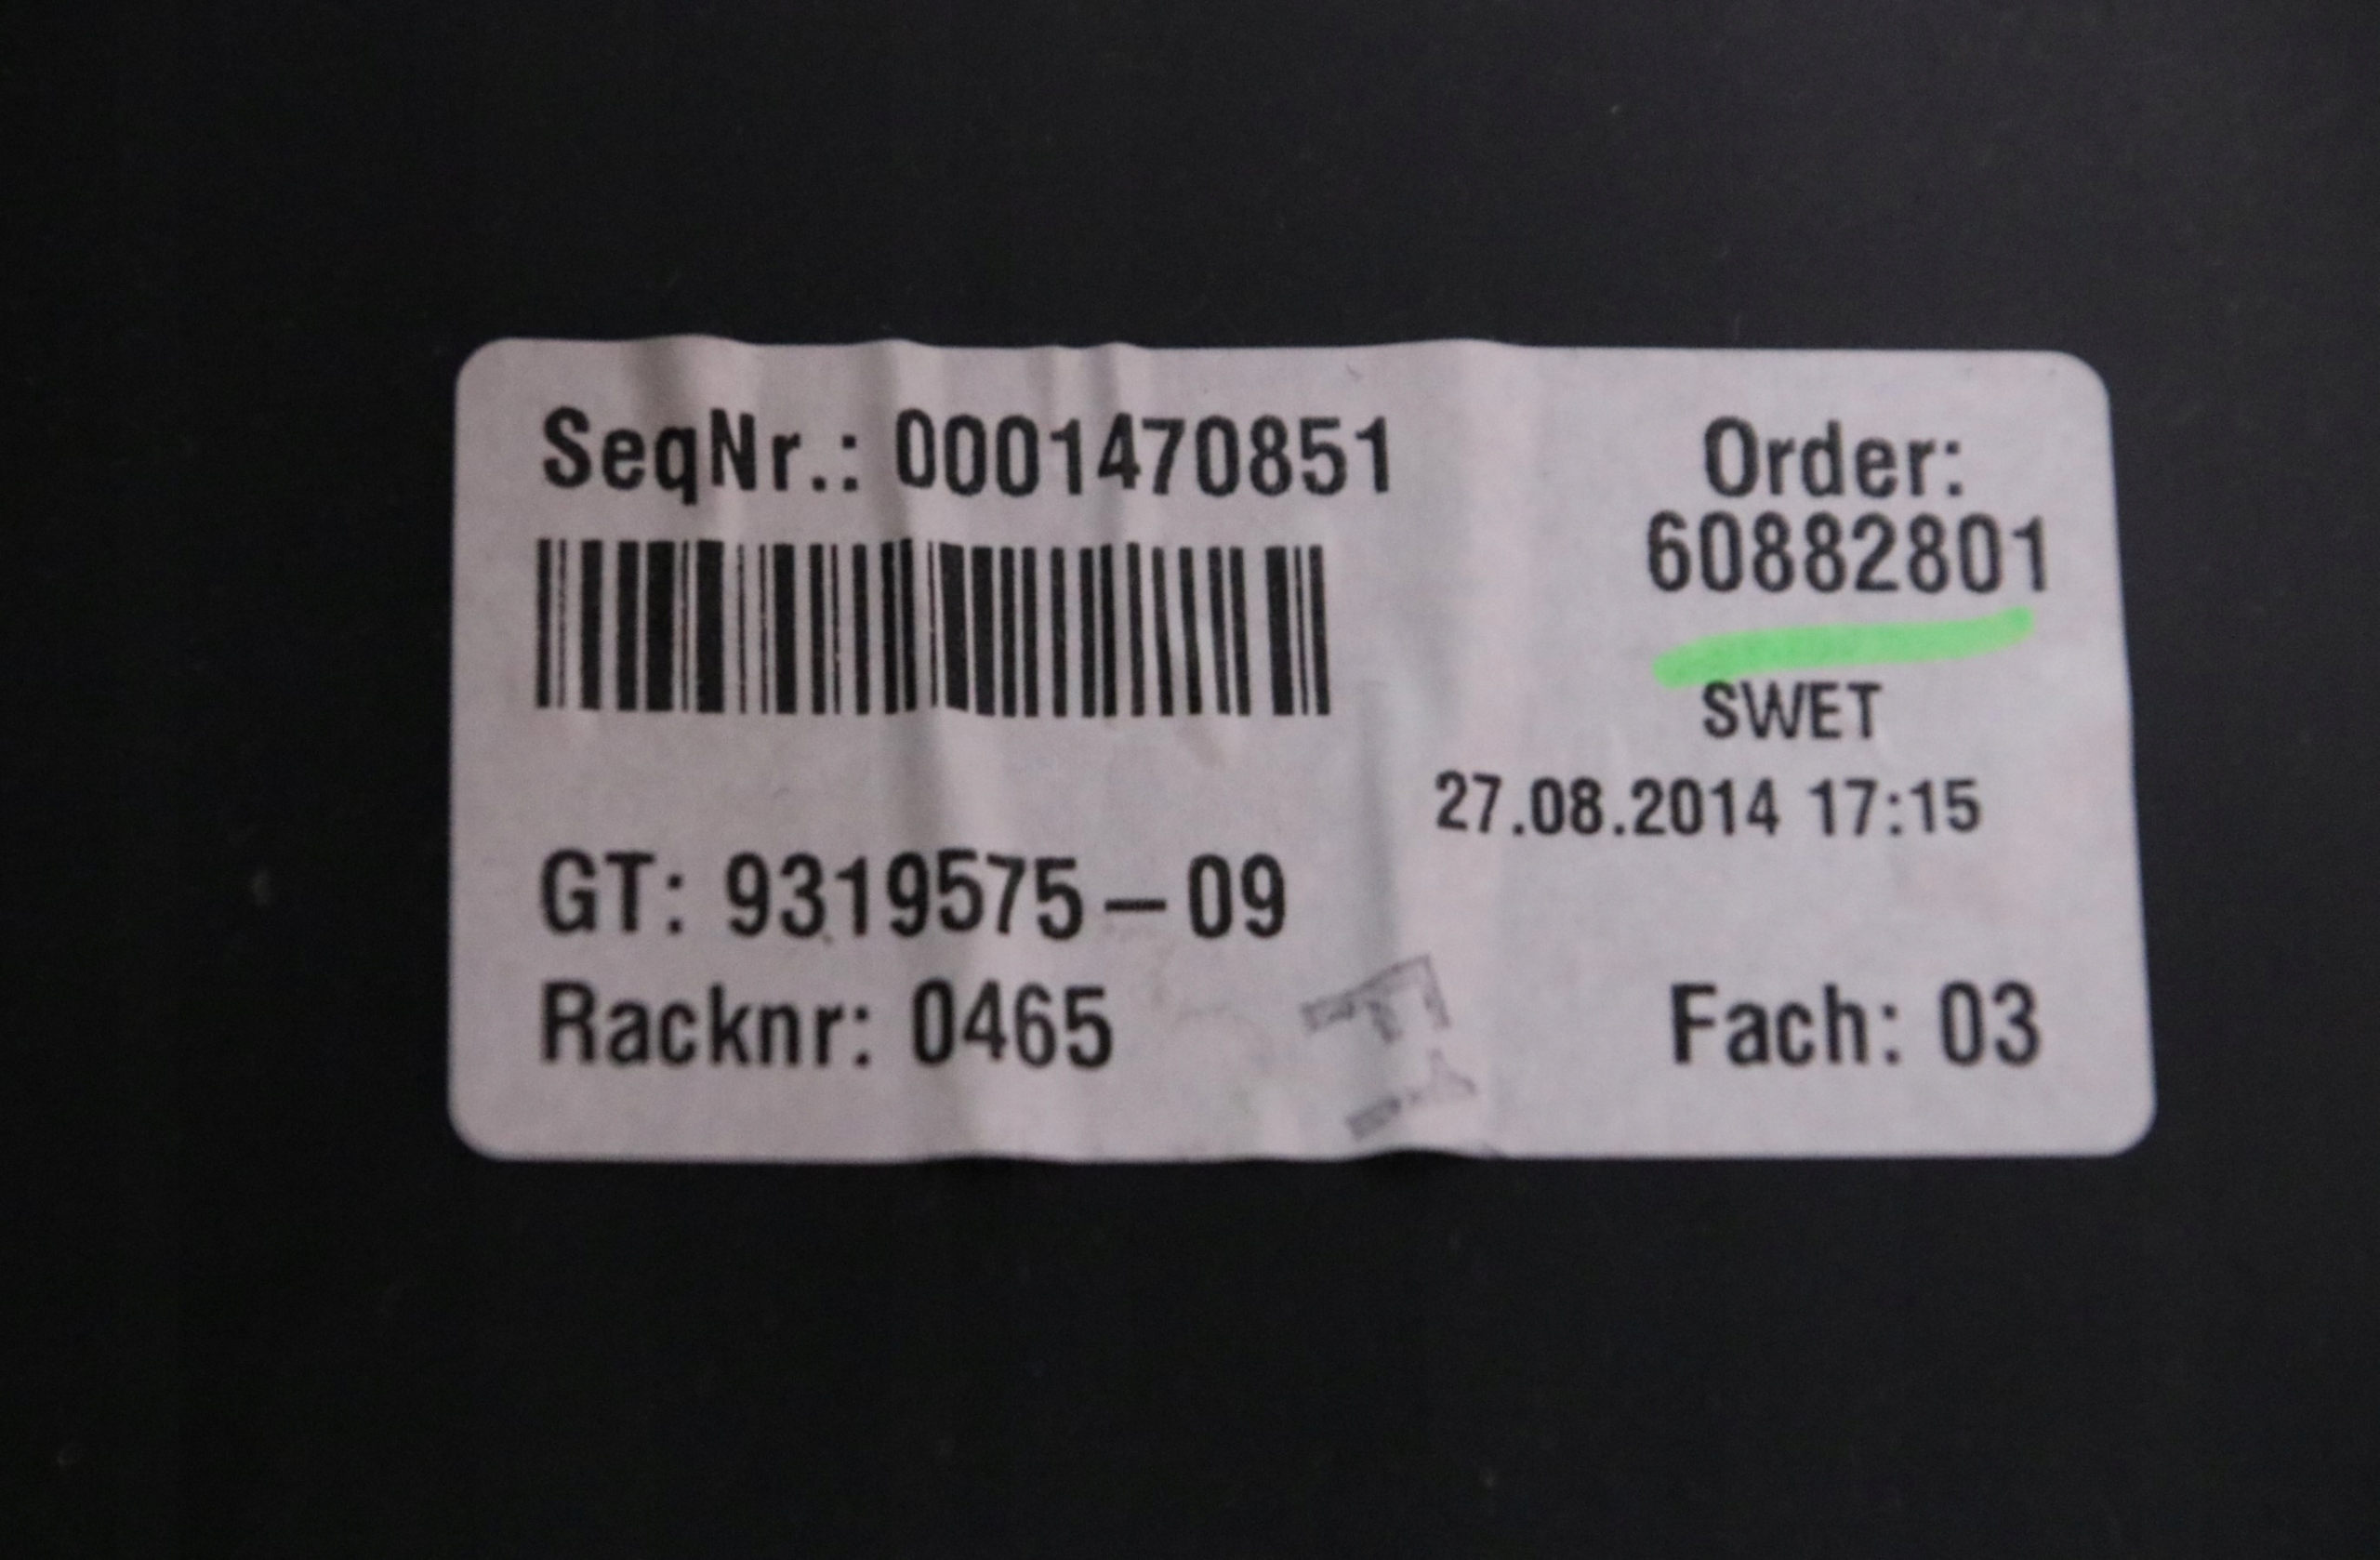 SeqNr.: 0001470851
Order:
60882801
SWET
27.08.2014 17:15
GT: 9319575-09
Racknr: 0465
Fach: 03